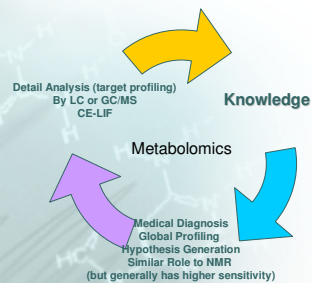 Detail Analysis (target profiling)
By LC or GC/MS
CE-LIF
Knowledge
Metabolomics
Medical Diagnosis
Global Profiling
Hypothesis Generation
Similar Role to NMR
(but generally has higher sensitivity)